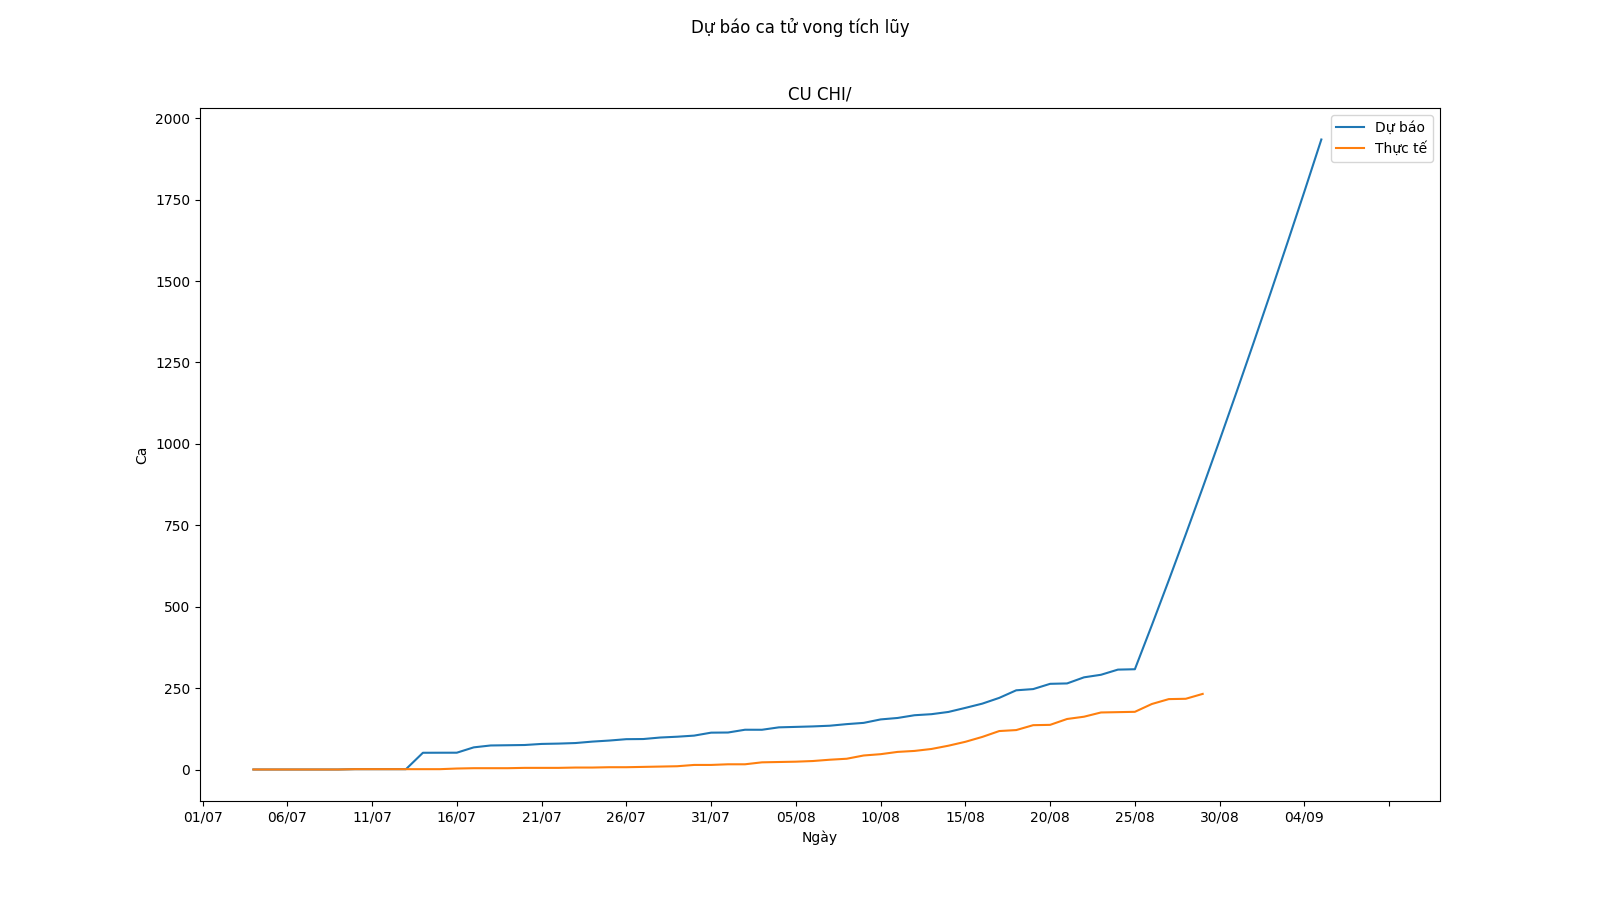 Dự báo ca tử vong tích lũy
CU CHI/
Dự báo
Thực tế
2000
1750
1500
1250
1000
750
500
250
0
Ca
01/07 06/07 11/07 16/07 21/07 26/07 31/07 05/08 10/08 15/08 20/08 25/08 30/08 04/09
Ngày